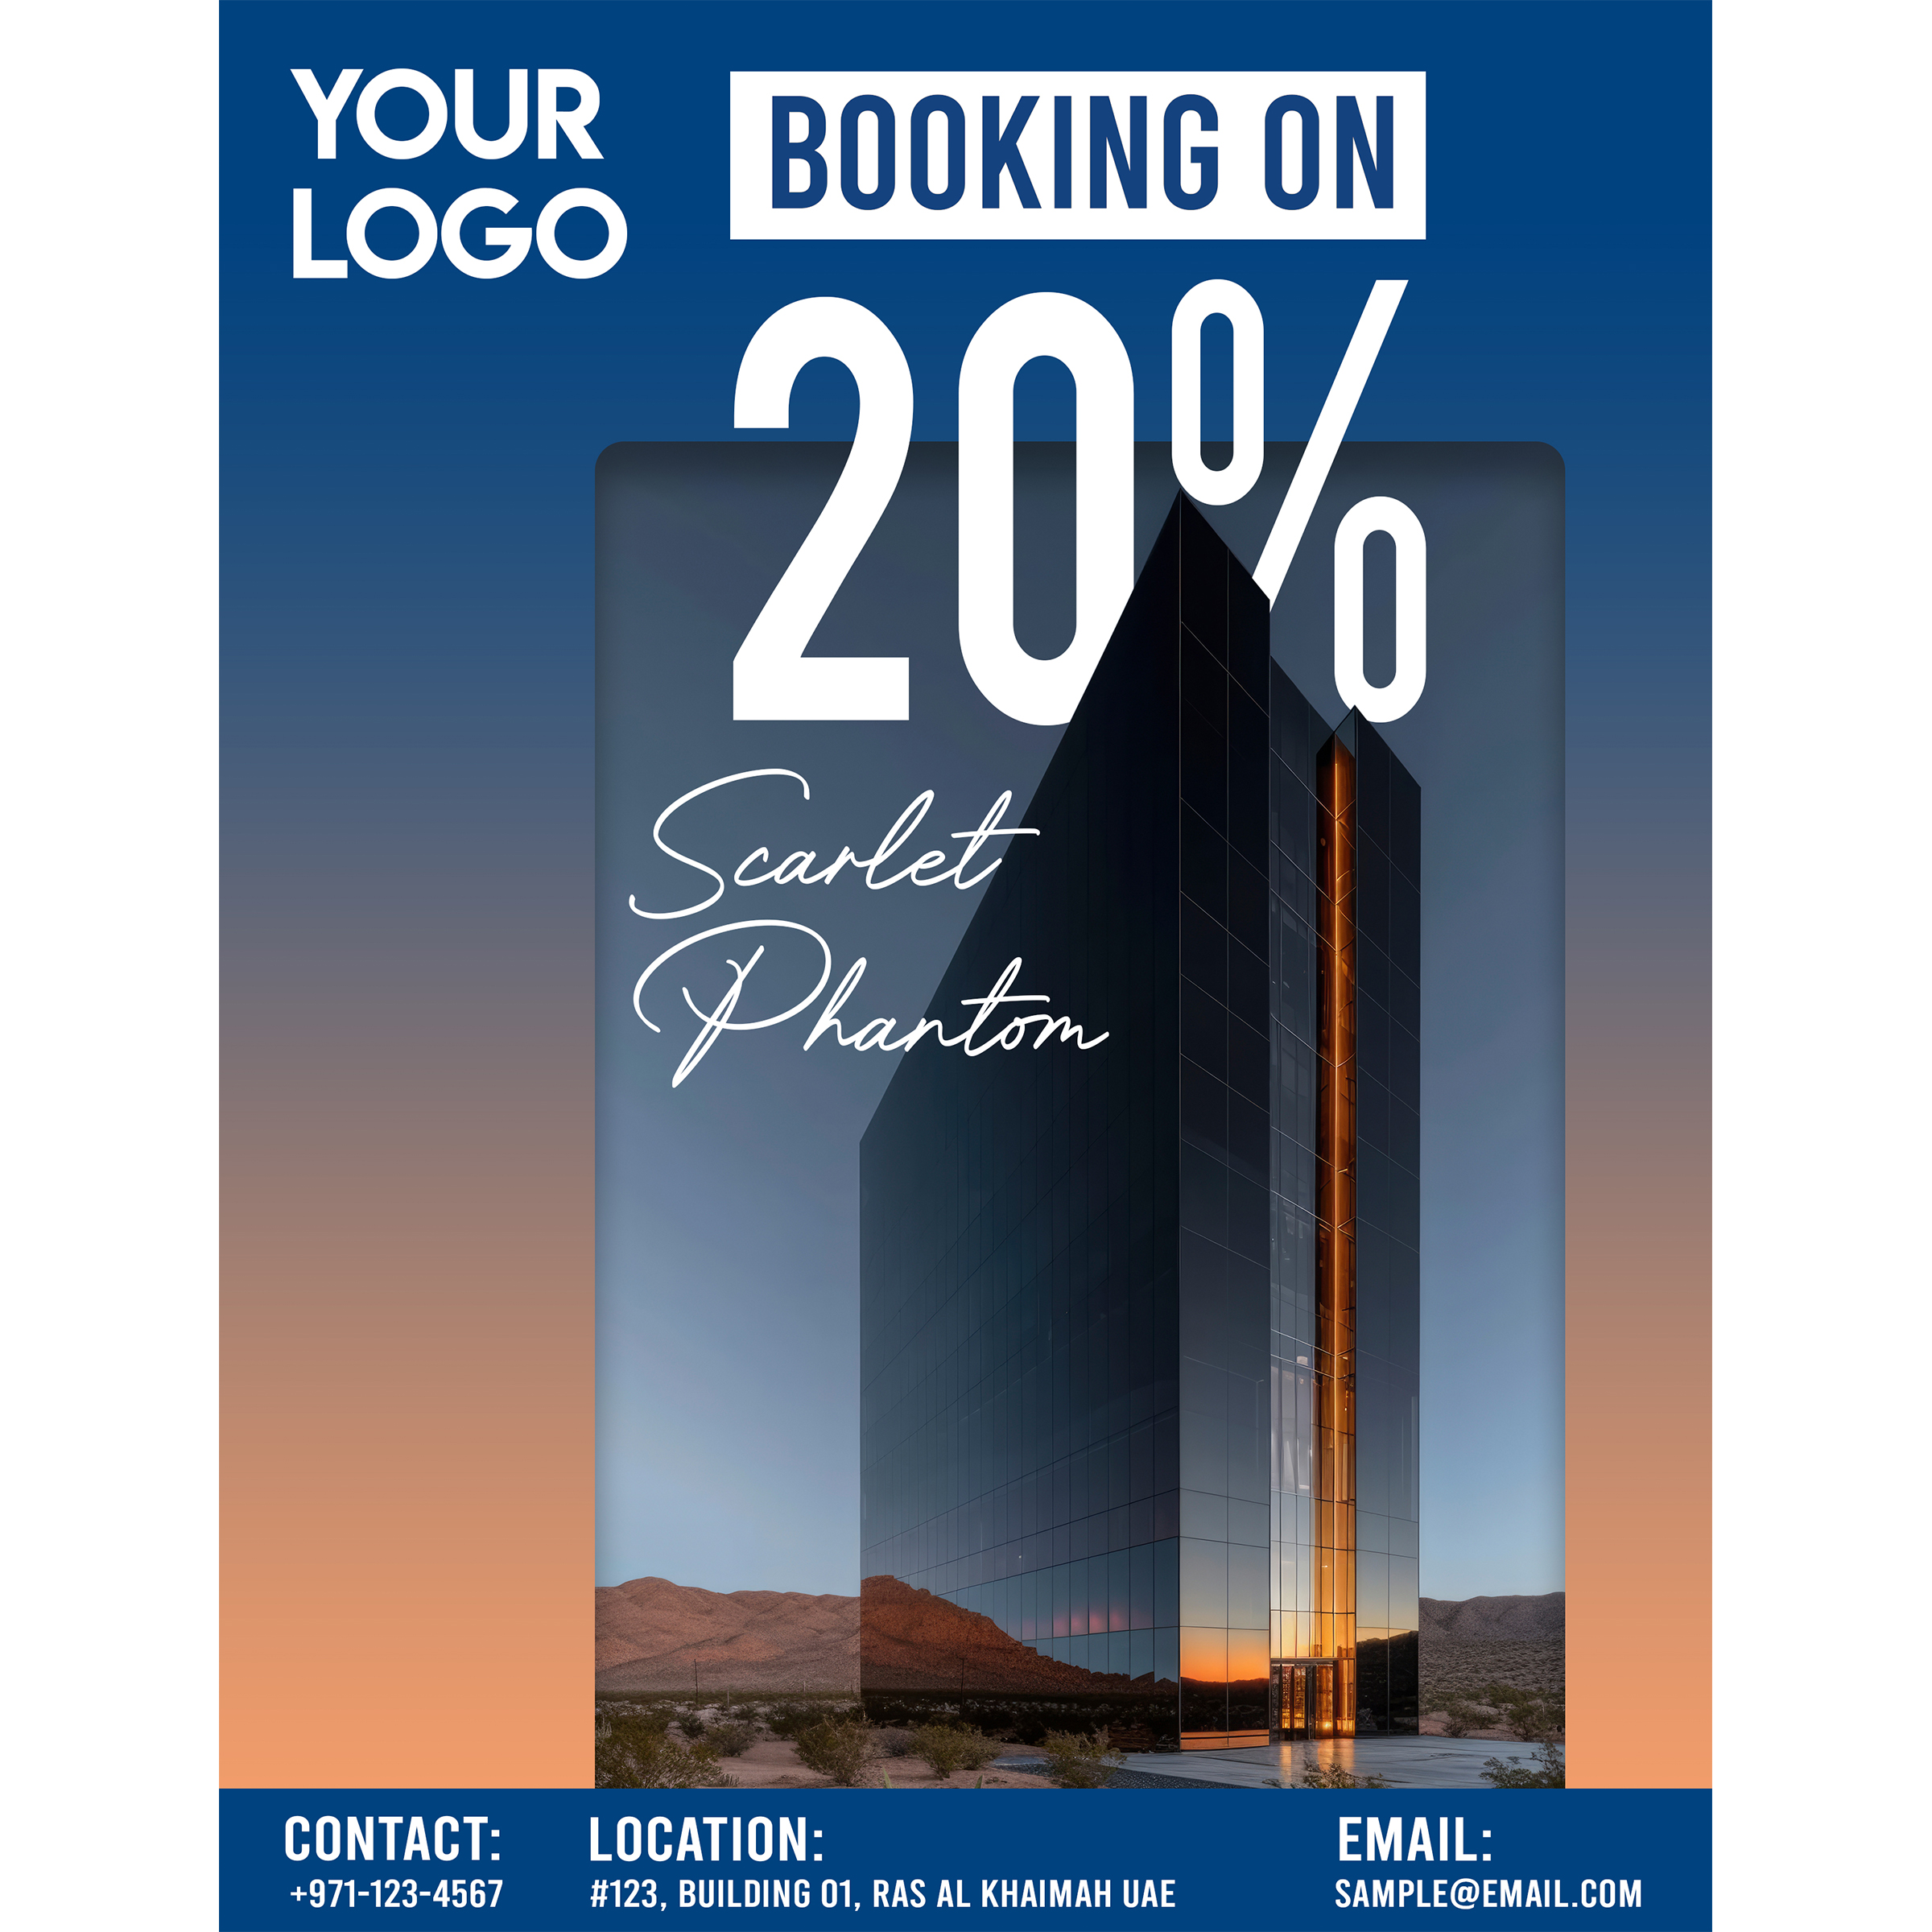 YOUR
LOGO
BOOKING ON
20%
Scarlet
Phantom
CONTACT:
+971-123-4567
LOCATION:
#123, BUILDING 01, RAS AL KHAIMAH UAE
EMAIL:
SAMPLE@EMAIL.COM